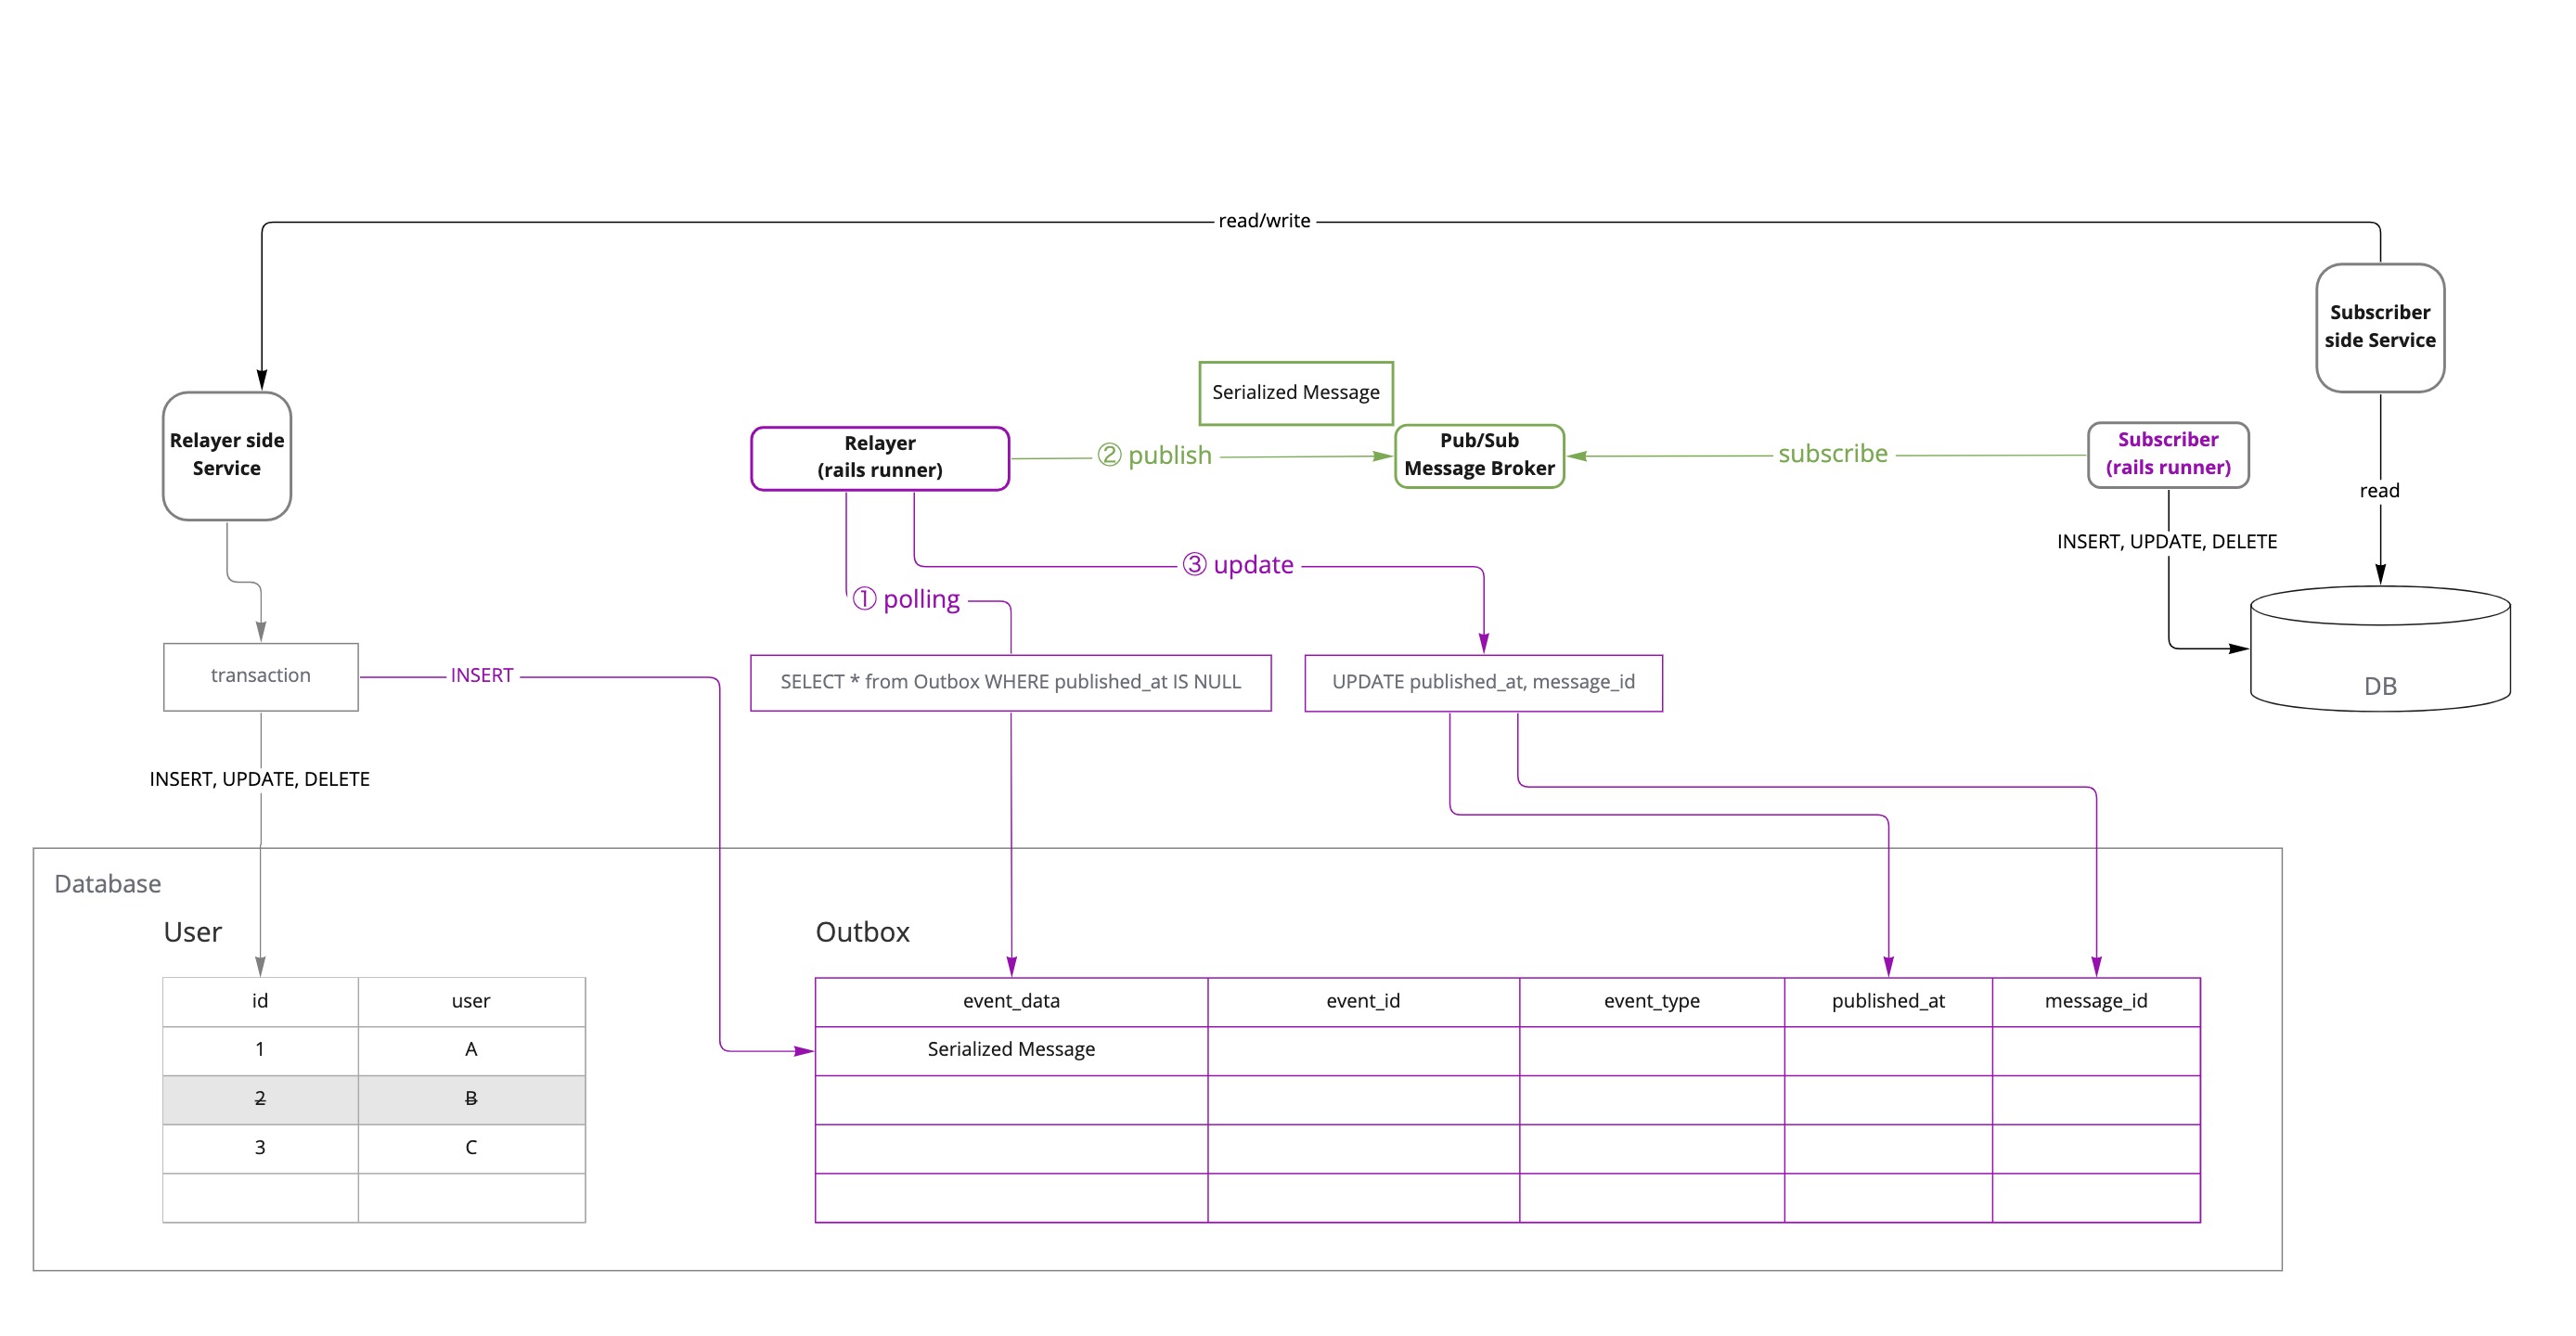 read/write
Subscriber
side Service
Serialized Message
Relayer side
Service
Relayer
(rails runner)
② publish
Pub/Sub
Message Broker
subscribe
Subscriber
(rails runner)
read
INSERT, UPDATE, DELETE
③ update
① polling
transaction
INSERT
SELECT * from Outbox WHERE published_at IS NULL
UPDATE published_at, message_id
DB
INSERT, UPDATE, DELETE
Database
User
Outbox
id user
1 A
2 B
3 C
event_data event_id event_type published_at message_id
Serialized Message